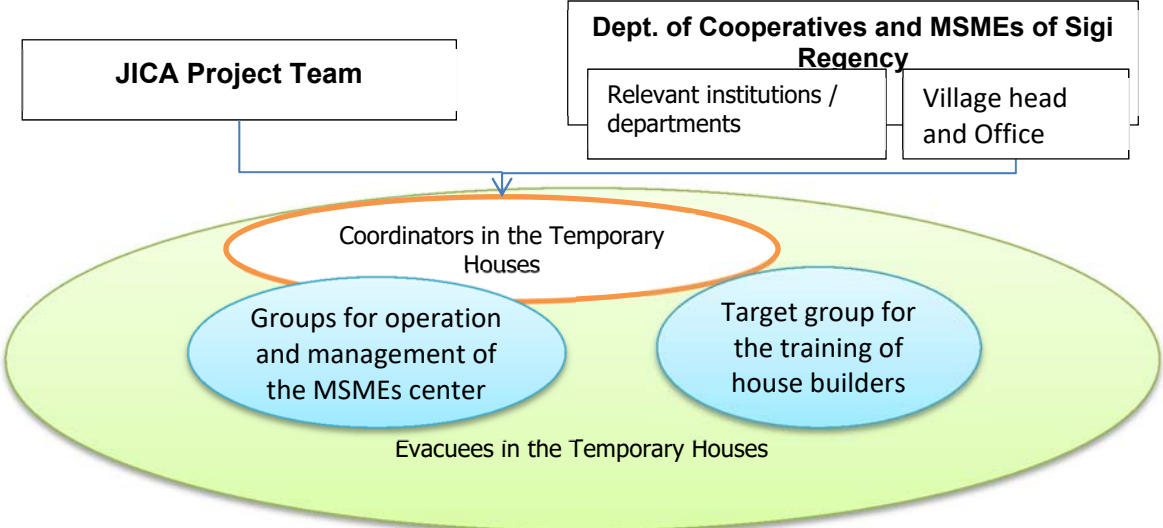 JICA Project Team
Dept. of Cooperatives and MSMEs of Sigi
Regency
Relevant institutions /
departments
Village head
and Office
Coordinators in the Temporary
Houses
Groups for operation
and management of
the MSMEs center
Target group for
the training of
house builders
Evacuees in the Temporary Houses